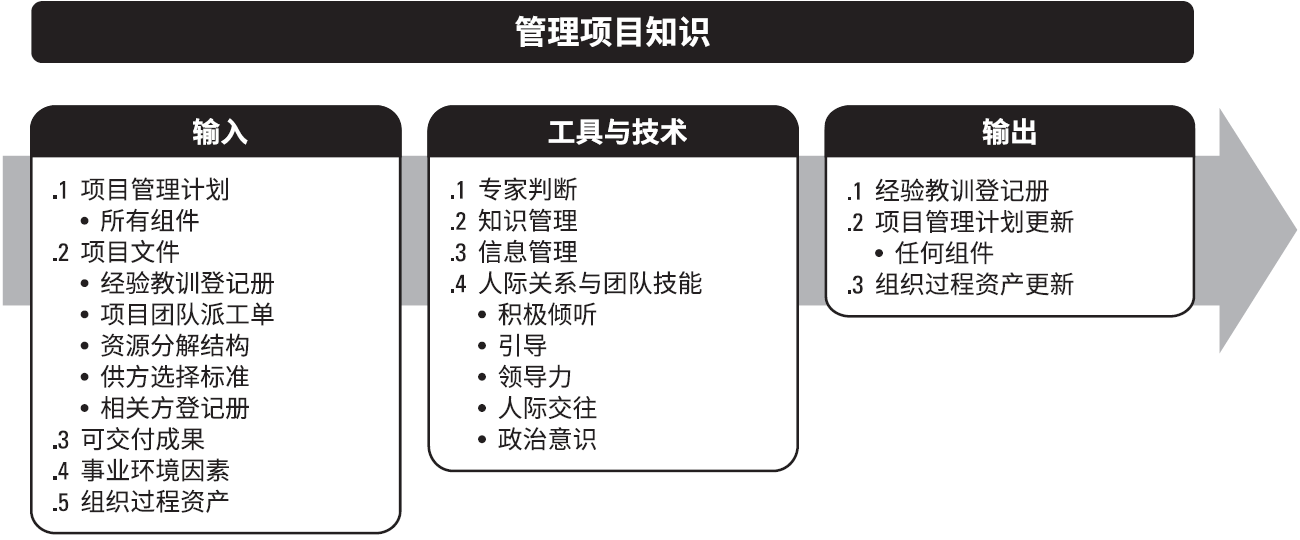 管理项目知识
输入
.1 项目管理计划
• 所有组件
.2 项目文件
• 经验教训登记册
• 项目团队派工单
• 资源分解结构
• 供方选择标准
• 相关方登记册
.3 可交付成果
.4 事业环境因素
.5 组织过程资产
工具与技术
.1 专家判断
.2 知识管理
.3 信息管理
.4 人际关系与团队技能
• 积极倾听
• 引导
• 领导力
• 人际交往
• 政治意识
输出
.1 经验教训登记册
.2 项目管理计划更新
• 任何组件
.3 组织过程资产更新